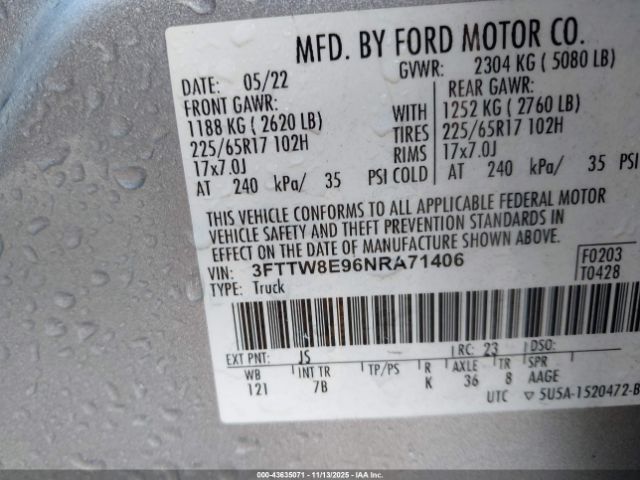 MFD. BY FORD MOTOR CO.
DATE: 05/22 GVWR: 2304 KG ( 5080 LB)
FRONT GAWR: REAR GAWR:
1188 KG ( 2620 LB) WITH 1252 KG ( 2760 LB)
225/65R17 102H TIRES 225/65R17 102H
17x7.0J RIMS 17x7.0J
AT 240 kPa/ 35 PSI COLD AT 240 kPa/ 35 PSI
THIS VEHICLE CONFORMS TO ALL APPLICABLE FEDERAL MOTOR
VEHICLE SAFETY AND THEFT PREVENTION STANDARDS IN
EFFECT ON THE DATE OF MANUFACTURE SHOWN ABOVE.
VIN: 3FTTW8E96NRA71406 F0203
TYPE: Truck T0428
EXT PNT: JS RC: 23 DSO:
WB INT TR TP/PS R AXLE TR SPR
121 7B K 36 8 AAGE
UTC ▽ 5U5A-1520472-B
000-43635071 - 11/13/2025 - IAAI.COM